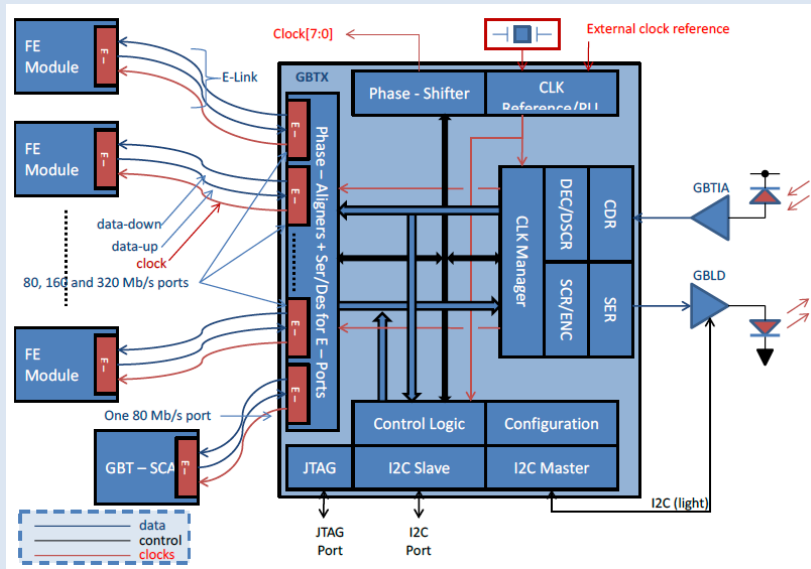 Clock[7:0]
External clock reference
FE
Module
E –
E-Link
GBTX
Phase - Shifter
CLK
Reference/PLL
E –
FE
Module
E –
E –
Phase – Aligners + Ser/Des for E – Ports
data-down
data-up
clock
80, 160 and 320 Mb/s ports
CLK Manager
DEC/DSCR
CDR
SCR/ENC
SER
GBTIA
GBLD
FE
Module
E –
E –
One 80 Mb/s port
E –
GBT – SCA
E –
Control Logic
Configuration
JTAG
I2C Slave
I2C Master
I2C (light)
JTAG
Port
I2C
Port
data
control
clocks